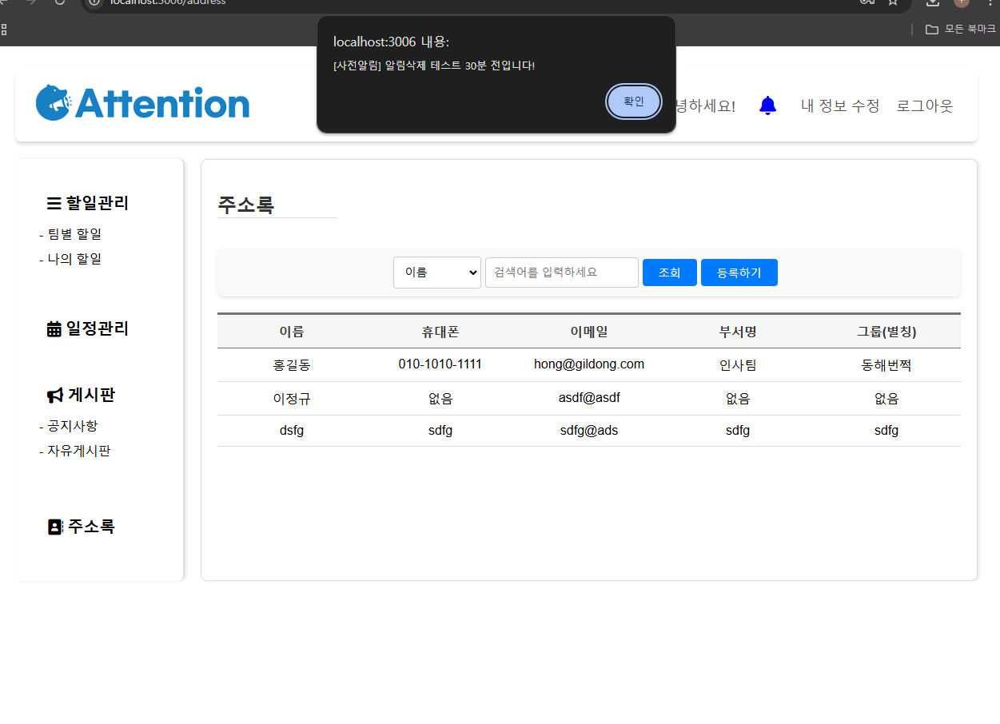 localhost:3006/address
모든 북마크
localhost:3006 내용:
[사전알림] 알림삭제 테스트 30분 전입니다!
확인
Attention
녕하세요!
내 정보 수정
로그아웃
할일관리
- 팀별 할일
- 나의 할일
일정관리
게시판
- 공지사항
- 자유게시판
주소록
주소록
이름
검색어를 입력하세요
조회
등록하기
이름 휴대폰 이메일 부서명 그룹(별칭)
홍길동 010-1010-1111 hong@gildong.com 인사팀 동해번쩍
이정규 없음 asdf@asdf 없음 없음
dsfg sdfg sdfg@ads sdfg sdfg